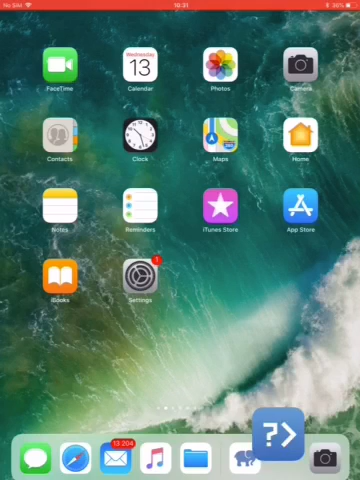 No SIM 10:31 36%
FaceTime
Wednesday
13
Calendar
Photos
Camera
Contacts
Clock
280
Maps
Home
Notes
Reminders
iTunes Store
App Store
iBooks
1
Settings
13 204
?>